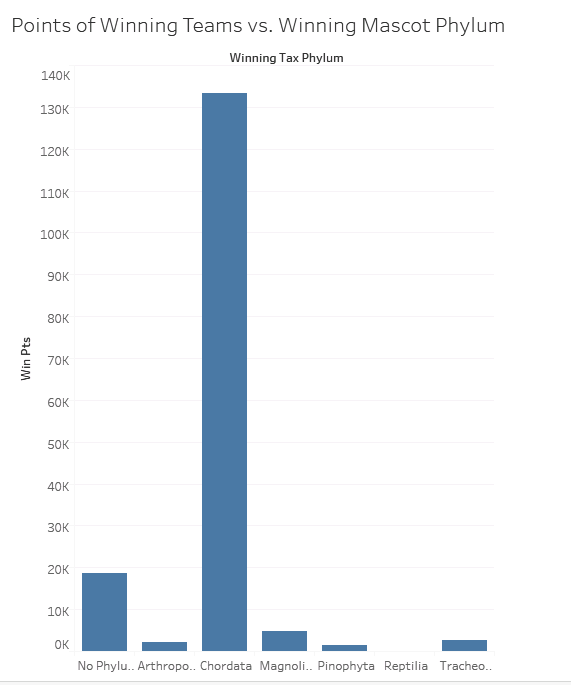 Points of Winning Teams vs. Winning Mascot Phylum
Winning Tax Phylum
140K
130K
120K
110K
100K
90K
80K
70K
60K
50K
40K
30K
20K
10K
0K
Win Pts
No Phylu.. Arthropo.. Chordata Magnoli.. Pinophyta Reptilia Tracheo..